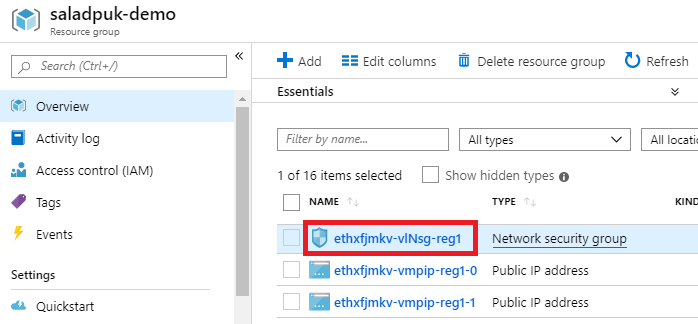 saladpuk-demo
Resource group
Search (Ctrl+/)
«
Overview
Activity log
Access control (IAM)
Tags
Events
Settings
Quickstart
Add Edit columns Delete resource group Refresh
Essentials
Filter by name... All types All locatio
1 of 16 items selected Show hidden types
NAME TYPE KIND
ethxfjmkv-vlNsg-reg1 Network security group
ethxfjmkv-vmpip-reg1-0 Public IP address
ethxfjmkv-vmpip-reg1-1 Public IP address